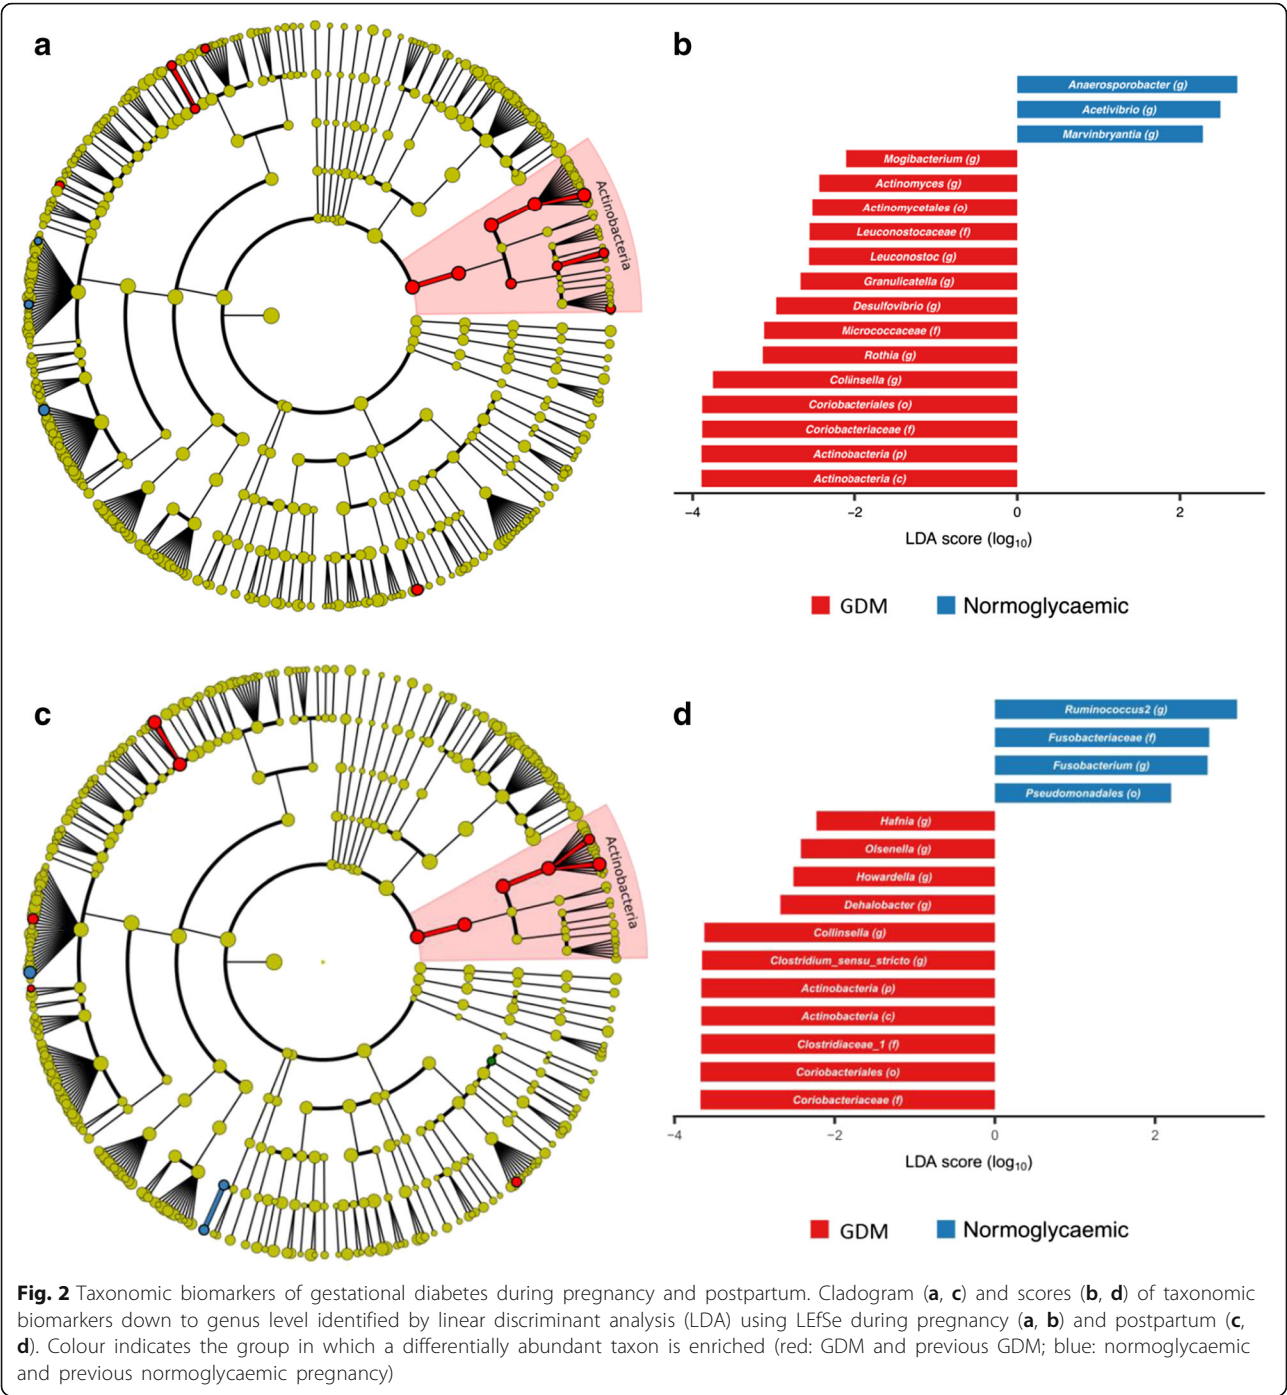 a
Actinobacteria
b
Anaerosporobacter (g)
Acetivibrio (g)
Marvinbryantia (g)
Mogibacterium (g)
Actinomyces (g)
Actinomycetales (o)
Leuconostocaceae (f)
Leuconostoc (g)
Granulicatella (g)
Desulfovibrio (g)
Micrococcaceae (f)
Rothia (g)
Collinsella (g)
Coriobacteriales (o)
Coriobacteriaceae (f)
Actinobacteria (p)
Actinobacteria (c)
−4 −2 0 2
LDA score (log10)
GDM Normoglycaemic
c
Actinobacteria
d
Ruminococcus2 (g)
Fusobacteriaceae (f)
Fusobacterium (g)
Pseudomonadales (o)
Hafnia (g)
Olsenella (g)
Howardella (g)
Dehalobacter (g)
Collinsella (g)
Clostridium_sensu_stricto (g)
Actinobacteria (p)
Actinobacteria (c)
Clostridiaceae_1 (f)
Coriobacteriales (o)
Coriobacteriaceae (f)
−4 −2 0 2
LDA score (log10)
GDM Normoglycaemic
Fig. 2 Taxonomic biomarkers of gestational diabetes during pregnancy and postpartum. Cladogram (a, c) and scores (b, d) of taxonomic
biomarkers down to genus level identified by linear discriminant analysis (LDA) using LEfSe during pregnancy (a, b) and postpartum (c,
d). Colour indicates the group in which a differentially abundant taxon is enriched (red: GDM and previous GDM; blue: normoglycaemic
and previous normoglycaemic pregnancy)